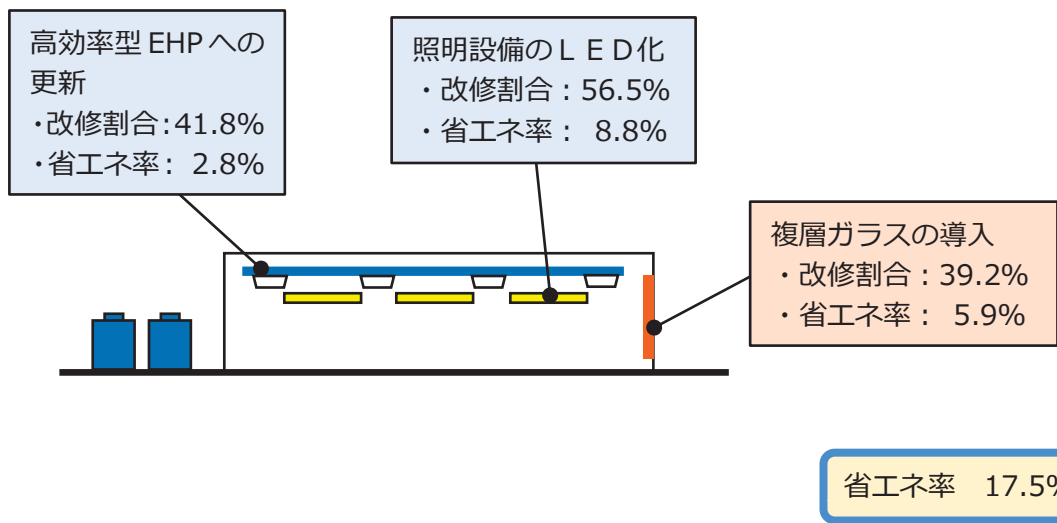 高効率型 EHP への
更新
・改修割合:41.8%
・省エネ率： 2.8%
照明設備のＬＥＤ化
・改修割合：56.5%
・省エネ率： 8.8%
複層ガラスの導入
・改修割合：39.2%
・省エネ率： 5.9%
省エネ率　17.5%